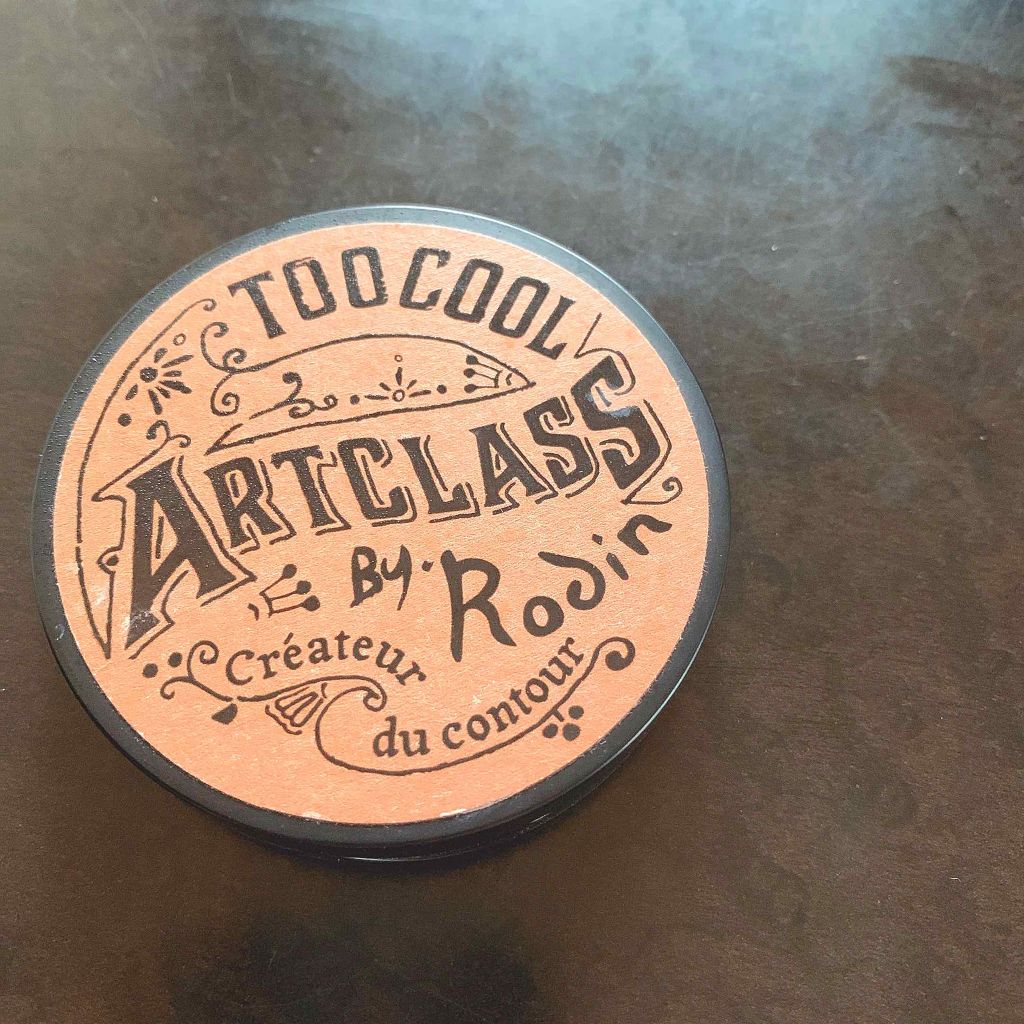 TOO COOL
ARTCLASS
By. Rodin
Créateur
du contour